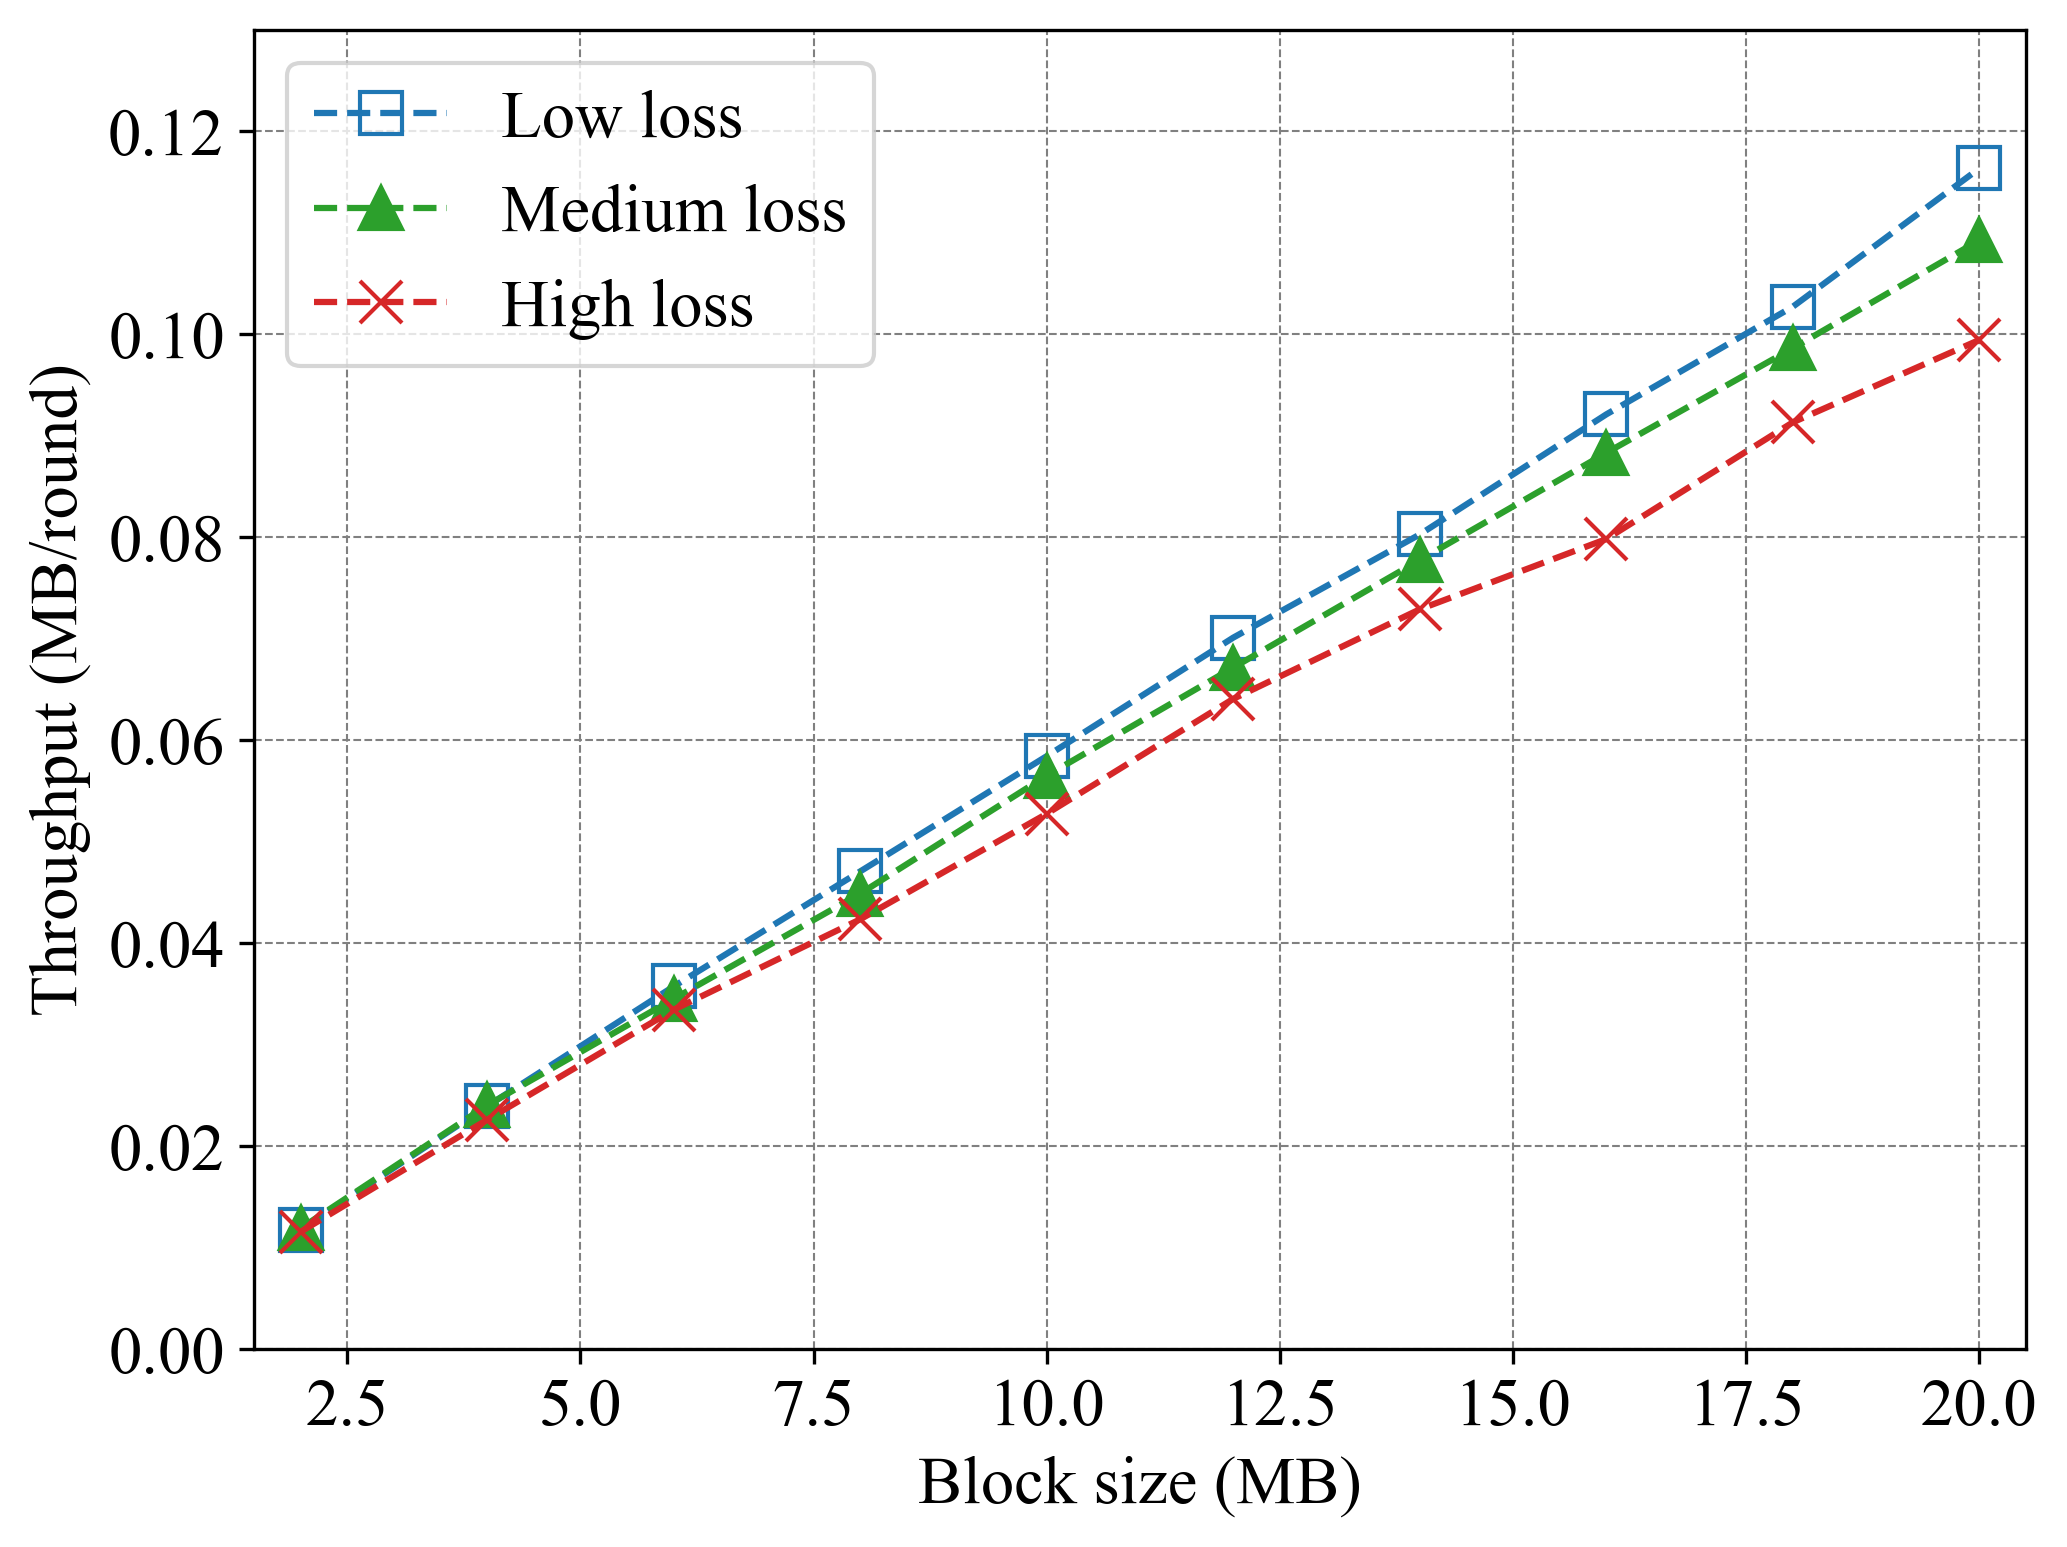 Low loss
Medium loss
High loss
Throughput (MB/round)
0.12
0.10
0.08
0.06
0.04
0.02
0.00
2.5 5.0 7.5 10.0 12.5 15.0 17.5 20.0
Block size (MB)